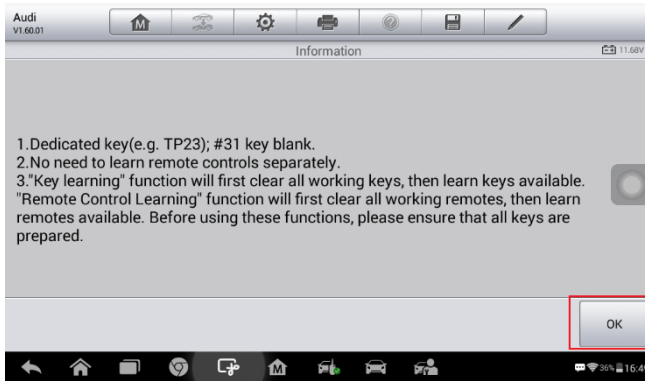 Audi
V1.60.01
M
Information
11.68V
1.Dedicated key(e.g. TP23); #31 key blank.
2.No need to learn remote controls separately.
3."Key learning" function will first clear all working keys, then learn keys available.
"Remote Control Learning" function will first clear all working remotes, then learn
remotes available. Before using these functions, please ensure that all keys are
prepared.
OK
M
36%